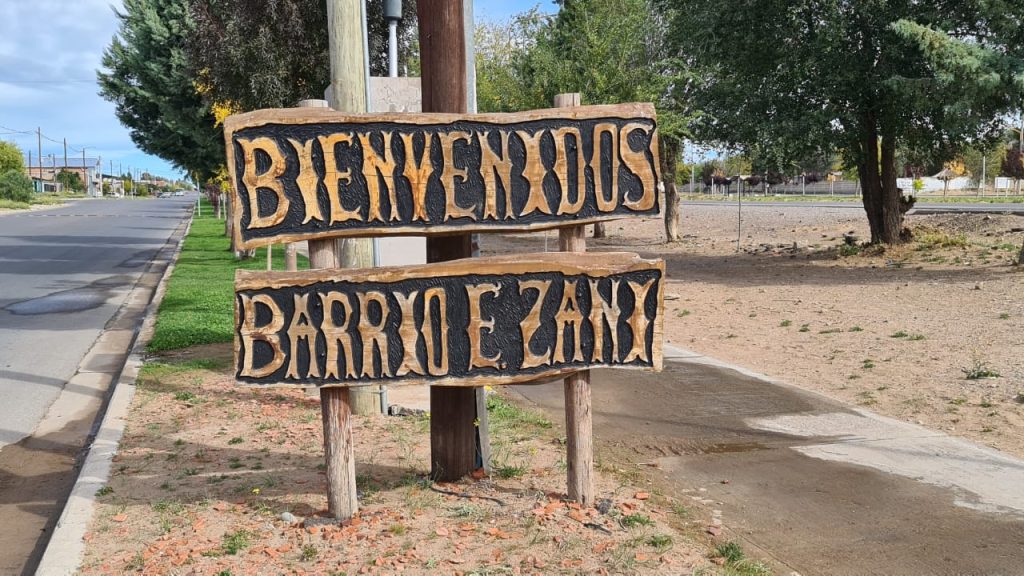 BIENVENIDOS
BARRIO E. ZANI